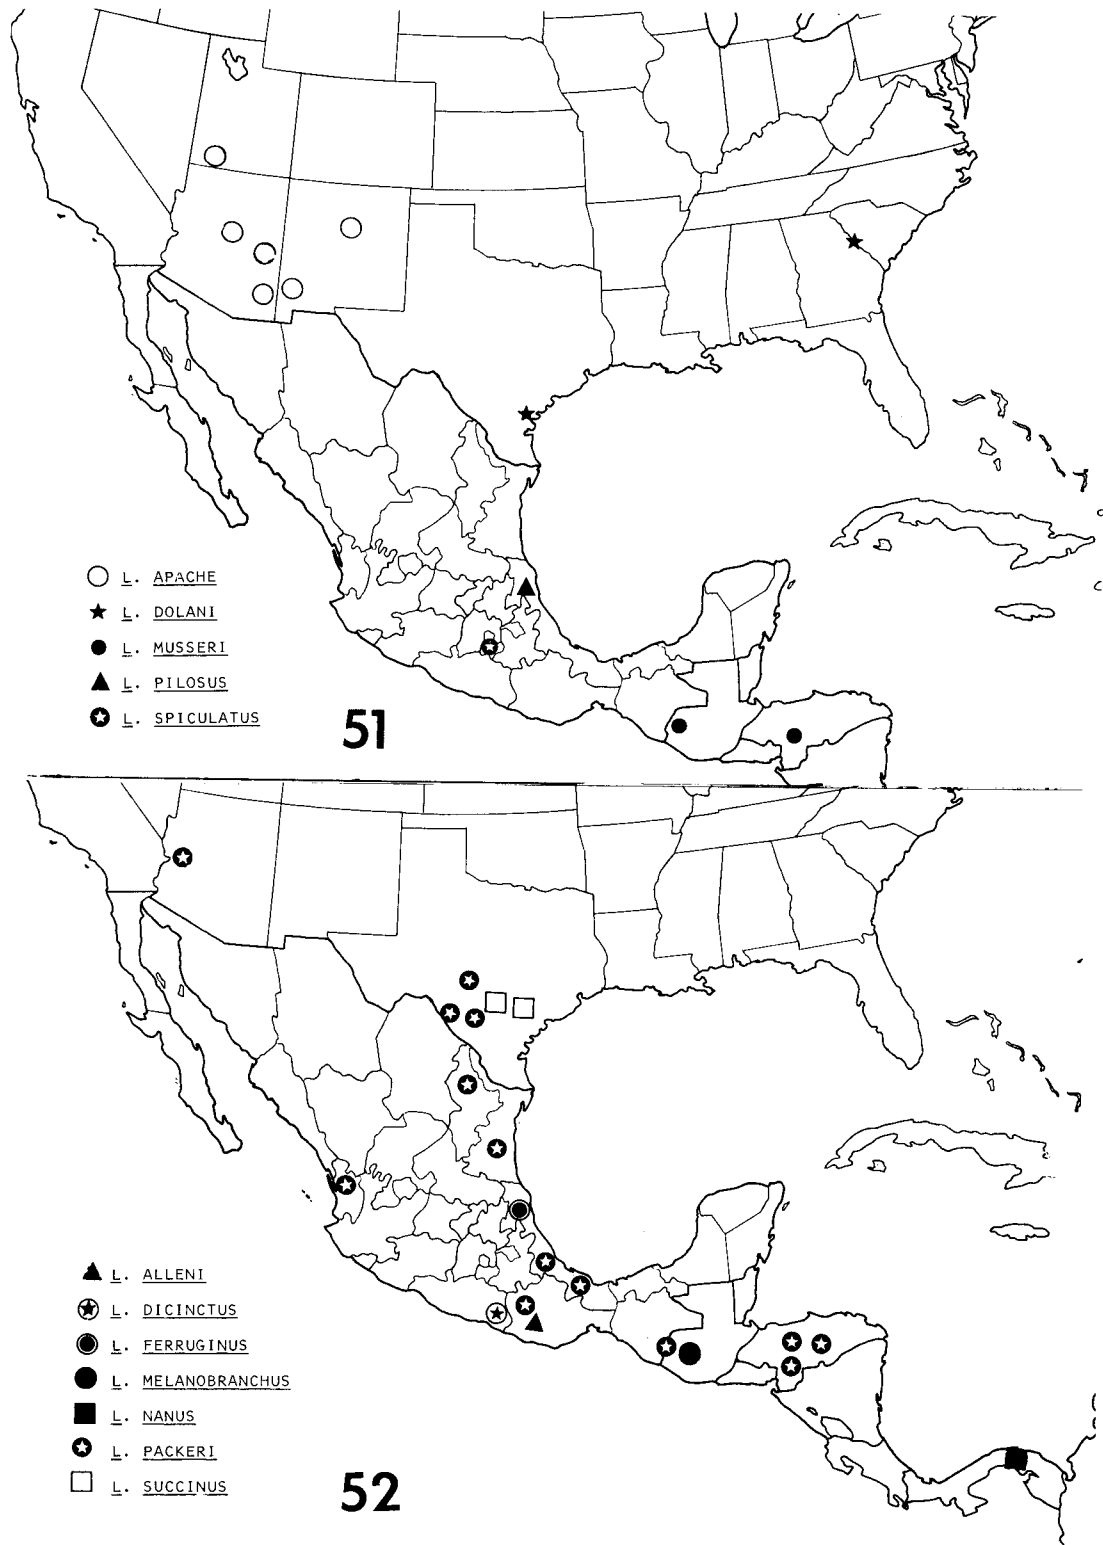 L. APACHE
L. DOLANI
L. MUSSERI
L. PILOSUS
L. SPICULATUS
51
L. ALLENI
L. DICINCTUS
L. FERRUGINUS
L. MELANOBRANCHUS
L. NANUS
L. PACKERI
L. SUCCINUS
52